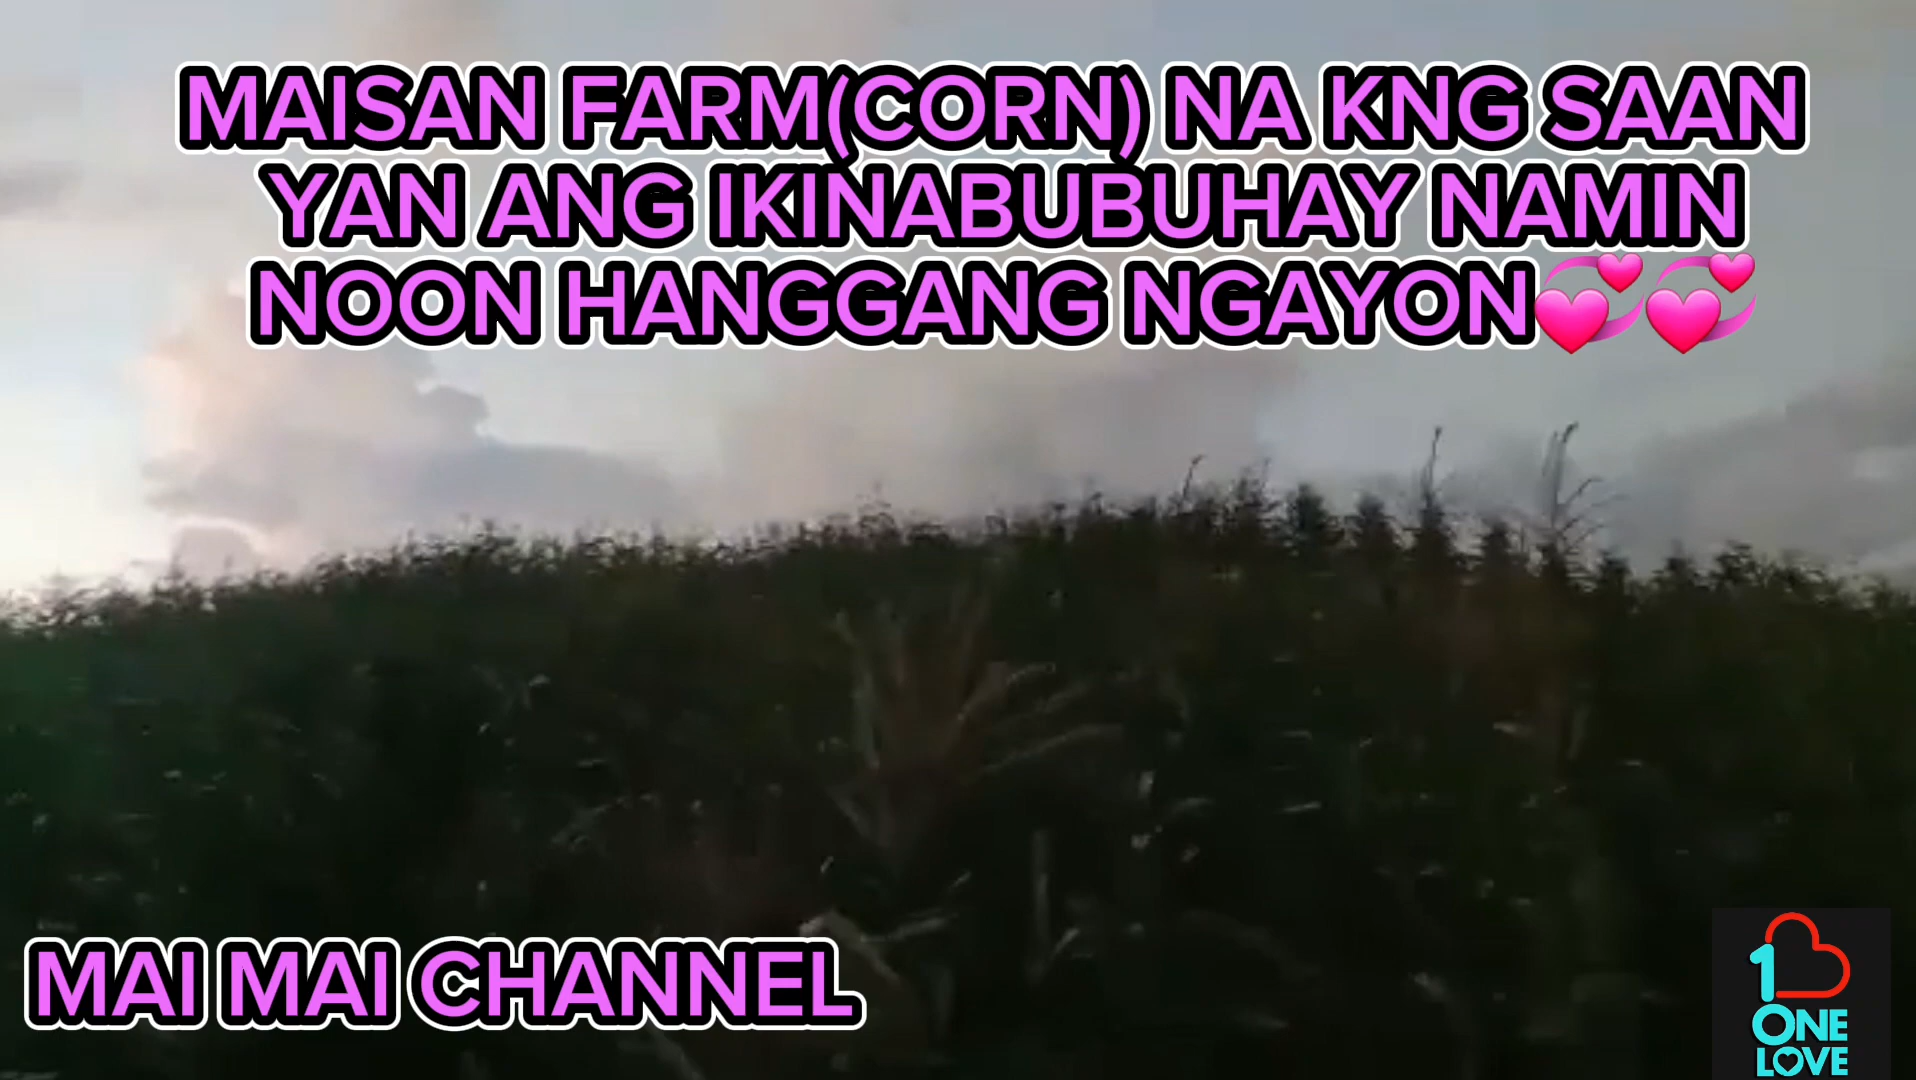 MAISAN FARM(CORN) NA KNG SAAN
YAN ANG IKINABUBUHAY NAMIN
NOON HANGGANG NGAYON💞💞
MAI MAI CHANNEL
1
ONE
LOVE